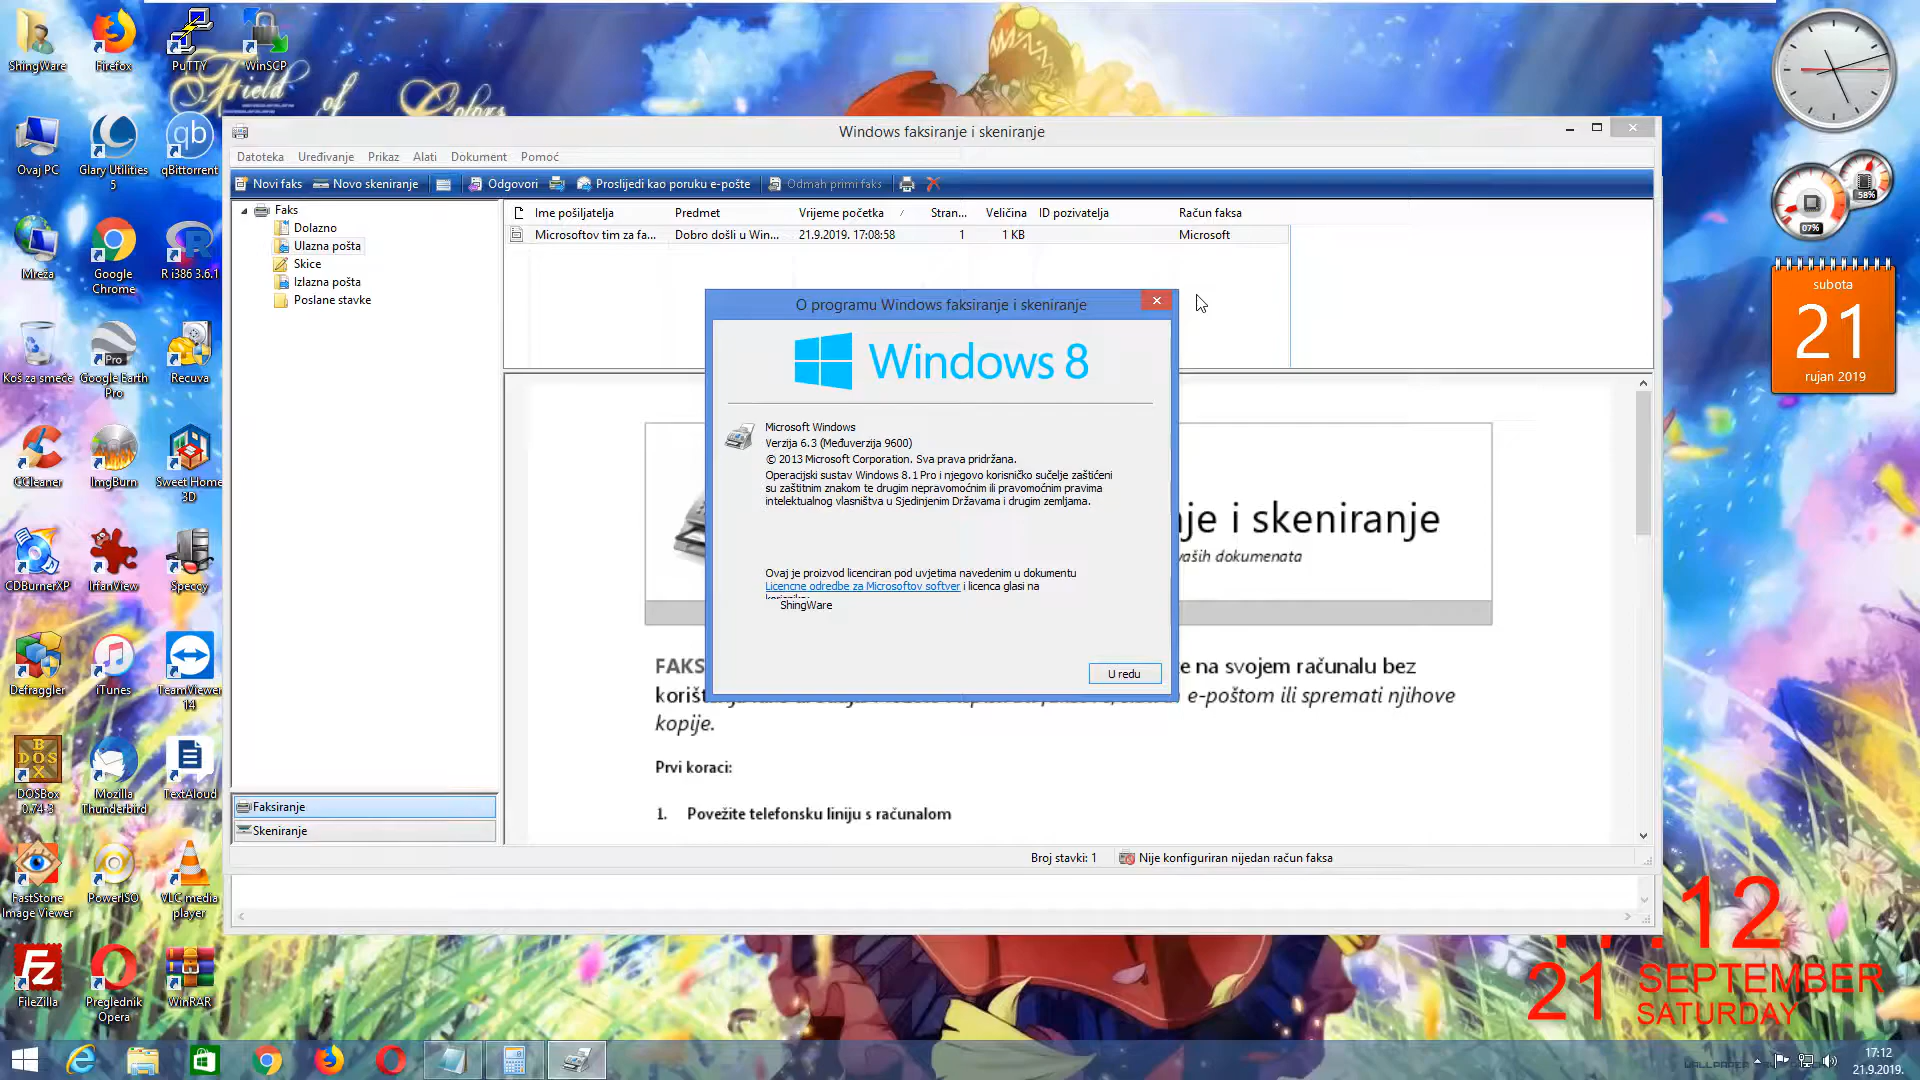 ShingWare
Firefox
PuTTY
WinSCP
Field of Colors
Ovaj PC
Glary Utilities 5
qBittorrent
Mreža
Google Chrome
R i386 3.6.1
Koš za smeće
Google Earth Pro
Recuva
CCleaner
ImgBurn
Sweet Home 3D
CDBurnerXP
IrfanView
Speccy
Defraggler
iTunes
TeamViewer 14
DOSBox 0.74-3
Mozilla Thunderbird
TextAloud
FastStone Image Viewer
PowerISO
VLC media player
FileZilla
Preglednik Opera
WinRAR
Windows faksiranje i skeniranje
Datoteka Uređivanje Prikaz Alati Dokument Pomoć
Novi faks Novo skeniranje Odgovori Proslijedi kao poruku e-pošte Odmah primi faks
Faks
Dolazno
Ulazna pošta
Skice
Izlazna pošta
Poslane stavke
Ime pošiljatelja Predmet Vrijeme početka Stran... Veličina ID pozivatelja Račun faksa
Microsoftov tim za fa... Dobro došli u Win... 21.9.2019. 17:08:58 1 1 KB Microsoft
O programu Windows faksiranje i skeniranje
Windows 8
Microsoft Windows
Verzija 6.3 (Međuverzija 9600)
© 2013 Microsoft Corporation. Sva prava pridržana.
Operacijski sustav Windows 8.1 Pro i njegovo korisničko sučelje zaštićeni
su zaštitnim znakom te drugim nepravomoćnim ili pravomoćnim pravima
intelektualnog vlasništva u Sjedinjenim Državama i drugim zemljama.
Ovaj je proizvod licenciran pod uvjetima navedenim u dokumentu
Licencne odredbe za Microsoftov softver i licenca glasi na
ShingWare
U redu
je i skeniranje
vaših dokumenata
FAKS
e na svojem računalu bez
e-poštom ili spremati njihove
kopije.
Prvi koraci:
1. Povežite telefonsku liniju s računalom
Faksiranje
Skeniranje
Broj stavki: 1 Nije konfiguriran nijedan račun faksa
58%
07%
subota
21
rujan 2019
17:12
21 SEPTEMBER
SATURDAY
17:12
21.9.2019.